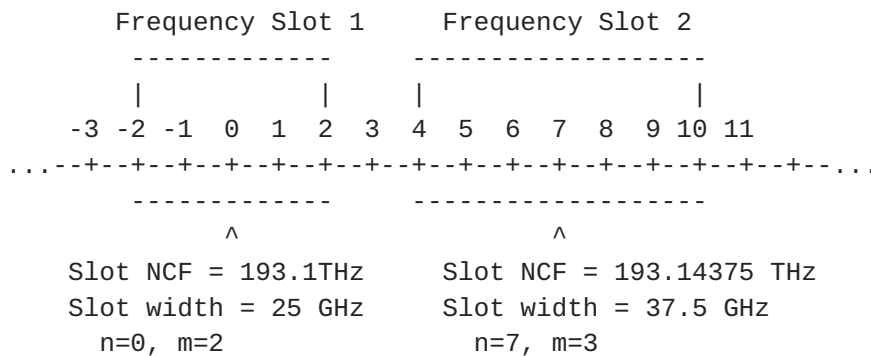 Frequency Slot 1     Frequency Slot 2
-------------     -------------------
|           |     |                 |
-3 -2 -1  0  1  2  3  4  5  6  7  8  9 10 11
...--+--+--+--+--+--+--+--+--+--+--+--+--+--+--+--+--...
-------------     -------------------
^                    ^
Slot NCF = 193.1THz     Slot NCF = 193.14375 THz
Slot width = 25 GHz     Slot width = 37.5 GHz
n=0, m=2                n=7, m=3